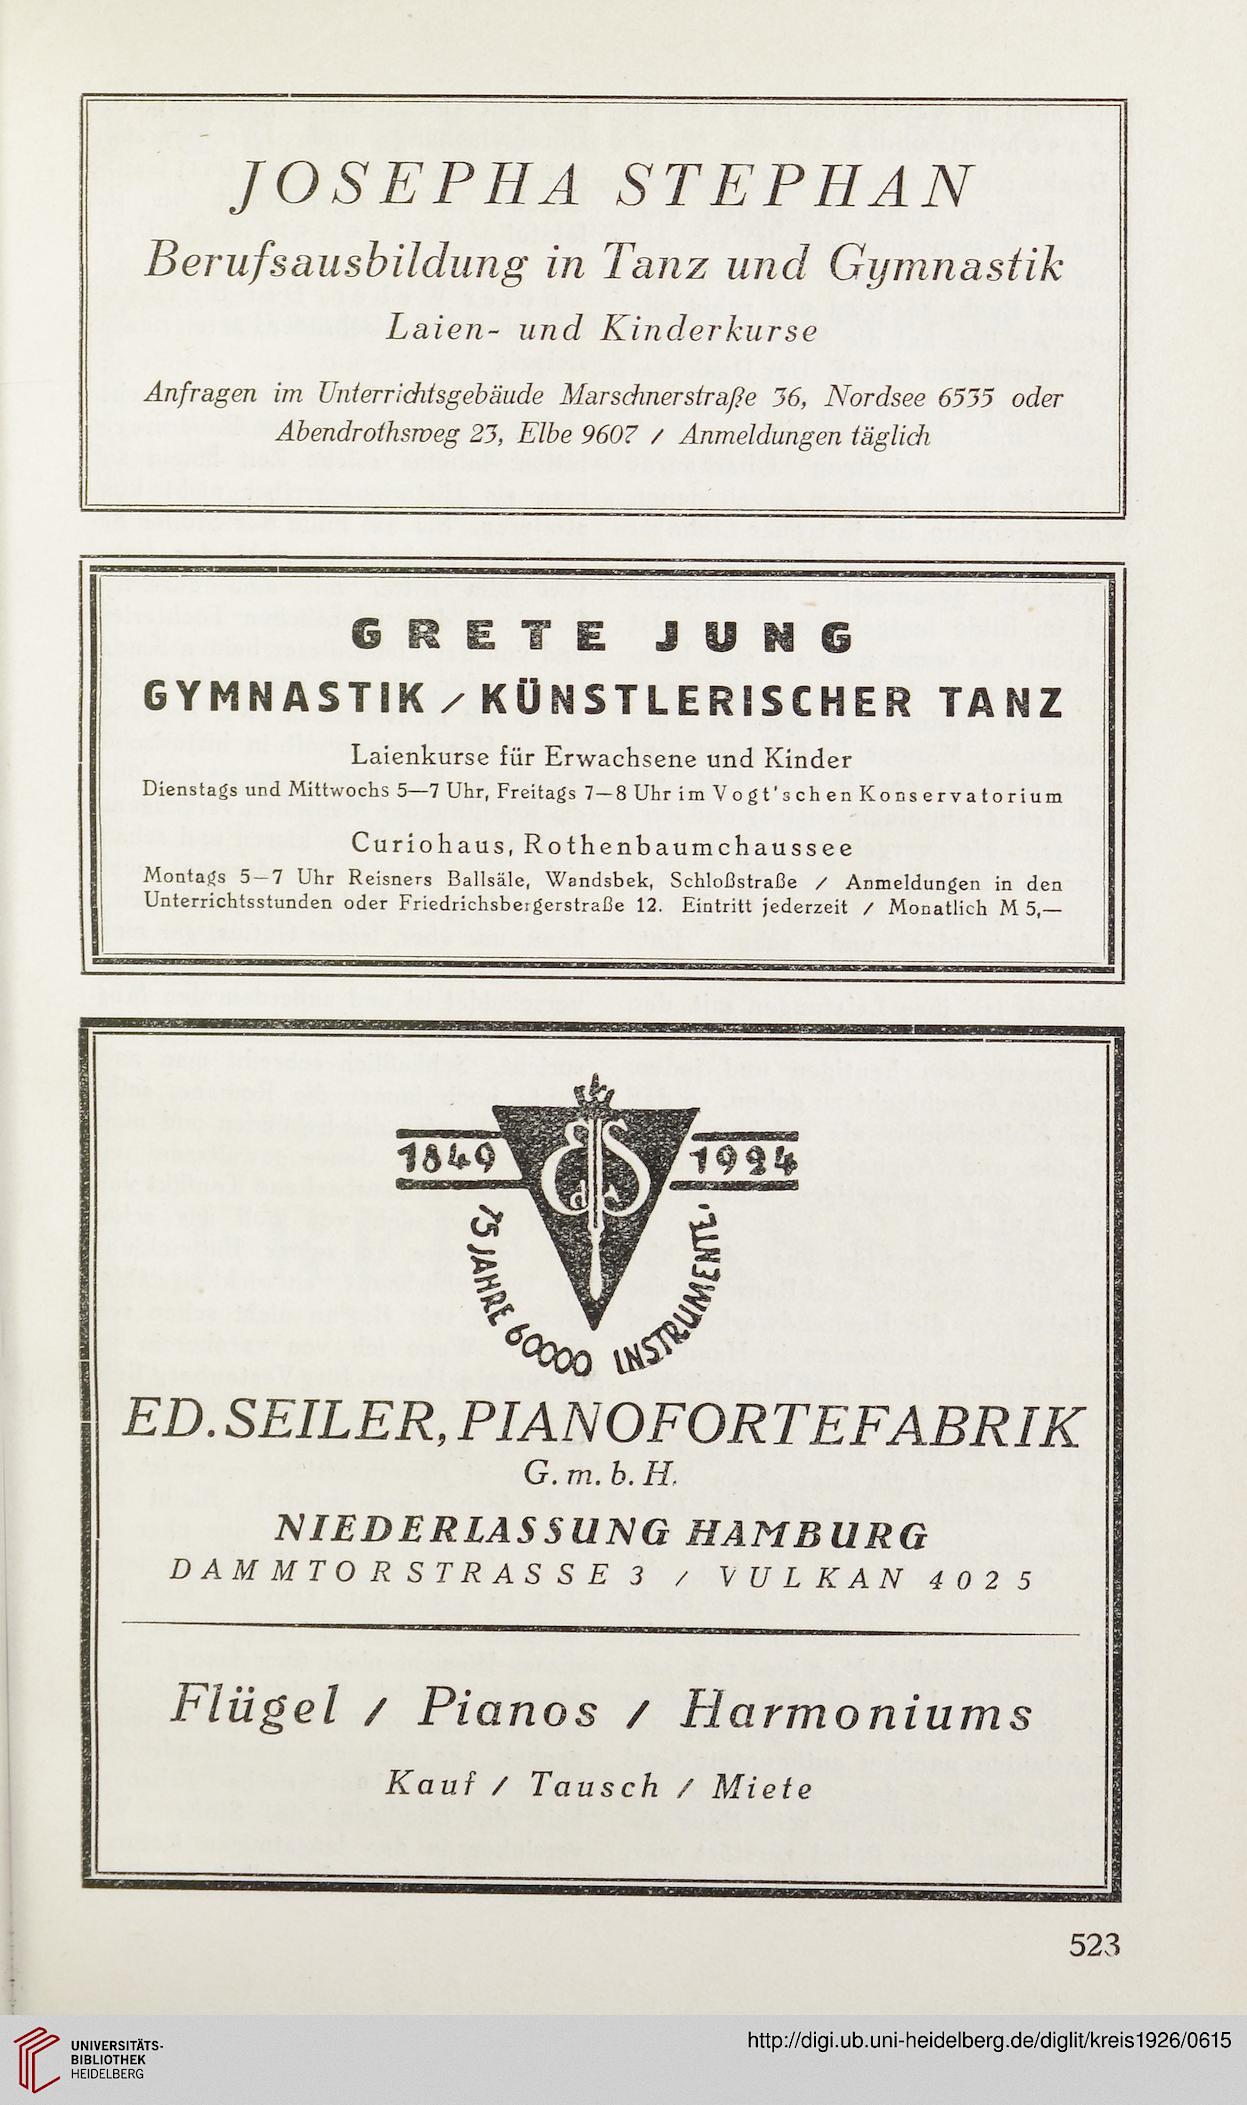 JOSEPHA STEPHAN
Berufsausbildung in Tanz und Gymnastik
Laien- und Kinderkurse
Anfragen im Unterrichtsgebäude Marschnerstraße 36, Nordsee 6535 oder
Abendrothsweg 23, Elbe 9607 / Anmeldungen täglich
GRETE JUNG
GYMNASTIK / KÜNSTLERISCHER TANZ
Laienkurse für Erwachsene und Kinder
Dienstags und Mittwochs 5—7 Uhr, Freitags 7—8 Uhr im Vogt'schen Konservatorium
Curiohaus, Rothenbaumchaussee
Montags 5—7 Uhr Reisners Ballsäle, Wandsbek, Schloßstraße / Anmeldungen in den
Unterrichtsstunden oder Friedrichsbergerstraße 12. Eintritt jederzeit / Monatlich M 5,—
1849 EdS 1924
75 JAHRE 60000 INSTRUMENTE.
ED. SEILER, PIANOFORTEFABRIK
G. m. b. H.
NIEDERLASSUNG HAMBURG
DAMMTORSTRASSE 3 / VULKAN 4025
Flügel / Pianos / Harmoniums
Kauf / Tausch / Miete
523
UNIVERSITÄTS-
BIBLIOTHEK
HEIDELBERG
http://digi.ub.uni-heidelberg.de/diglit/kreis1926/0615